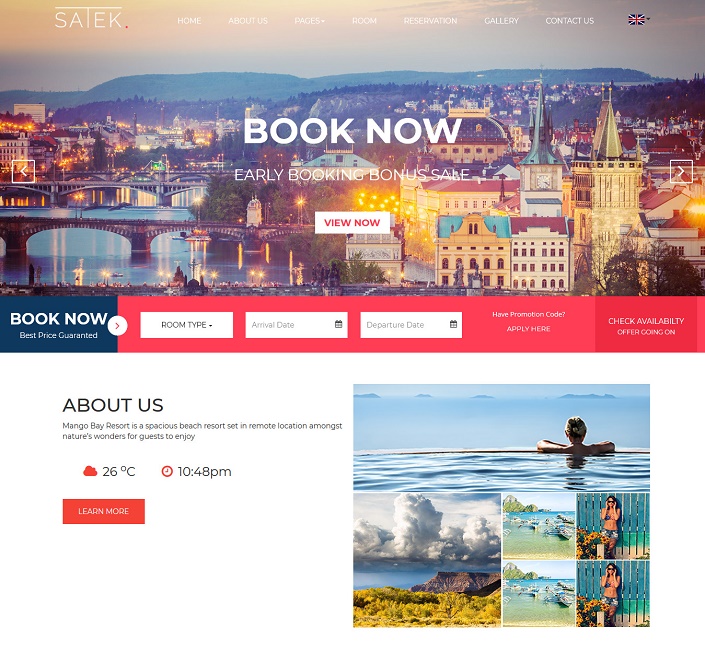 SATEK.
HOME ABOUT US PAGES ROOM RESERVATION GALLERY CONTACT US
BOOK NOW
EARLY BOOKING BONUS SALE
VIEW NOW
BOOK NOW
Best Price Guaranted
ROOM TYPE
Arrival Date
Departure Date
Have Promotion Code?
APPLY HERE
CHECK AVAILABILTY
OFFER GOING ON
ABOUT US
Mango Bay Resort is a spacious beach resort set in remote location amongst
nature's wonders for guests to enjoy
26 ºC 10:48pm
LEARN MORE